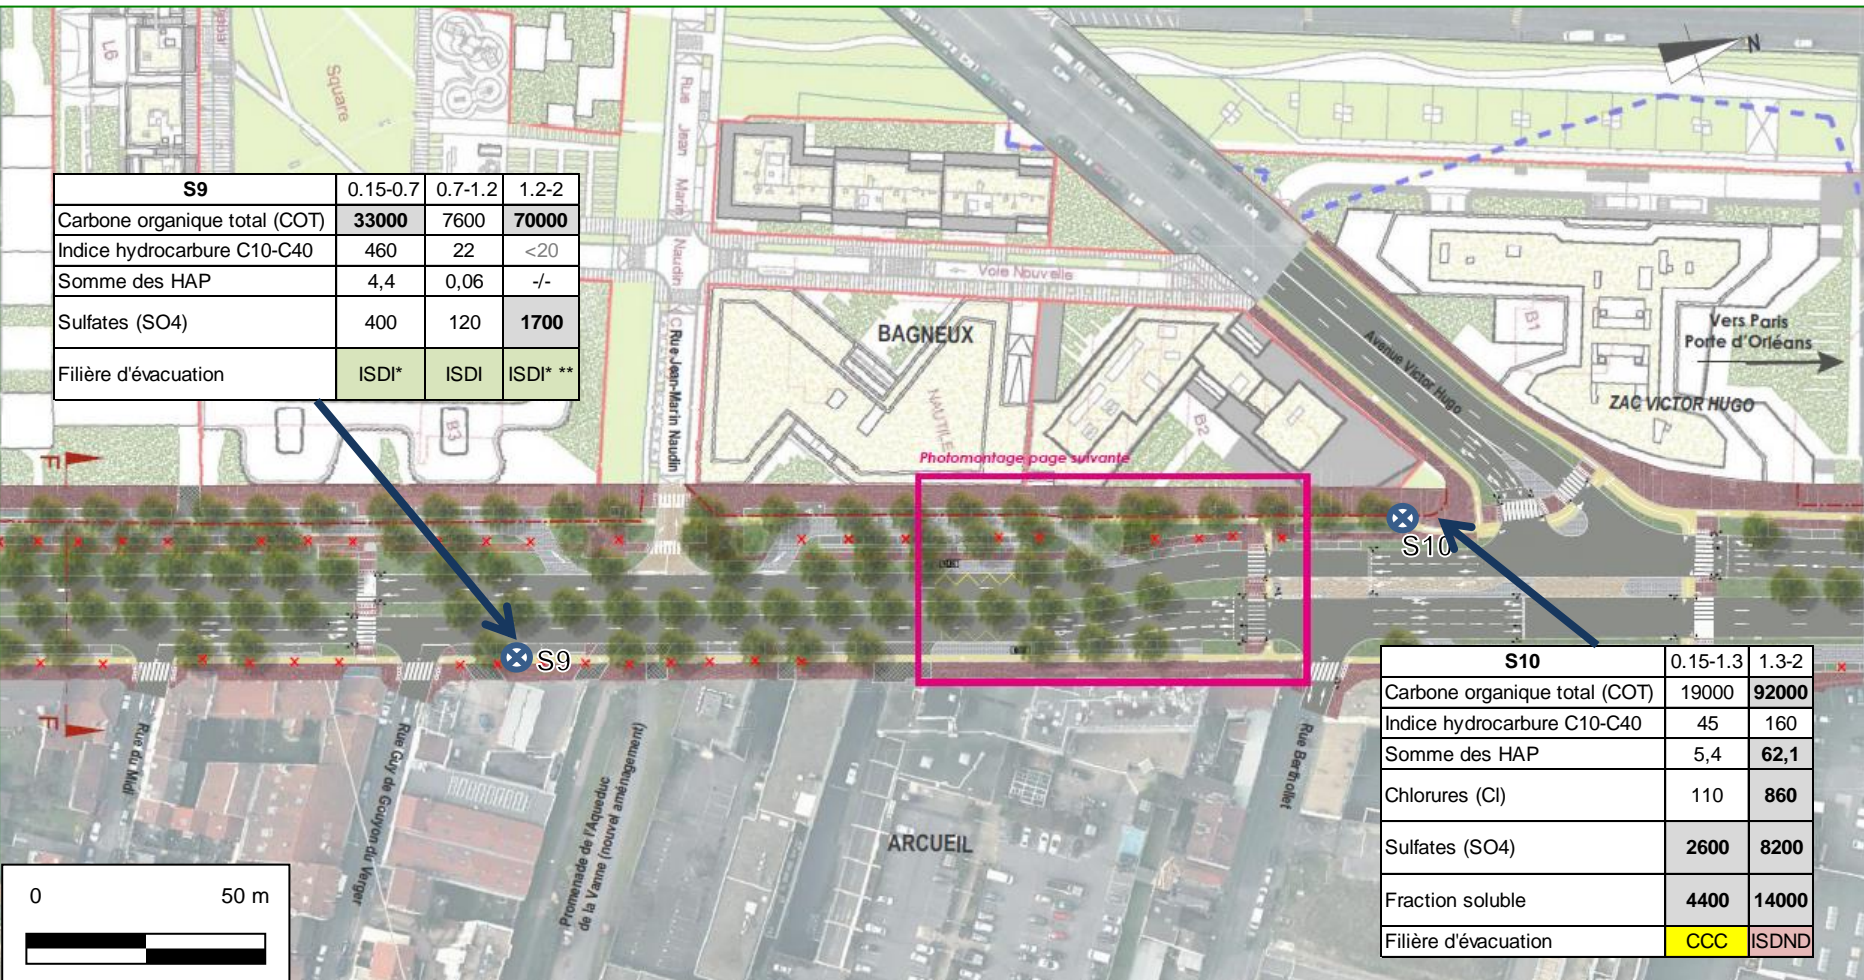 L6
Square
Rue Jean Marin Naudin
N
S9 0.15-0.7 0.7-1.2 1.2-2
Carbone organique total (COT) 33000 7600 70000
Indice hydrocarbure C10-C40 460 22 <20
Somme des HAP 4,4 0,06 -/-
Sulfates (SO4) 400 120 1700
Filière d'évacuation ISDI* ISDI ISDI* **
Voie Nouvelle
BAGNEUX
Rue Jean-Marin Naudin
NAUTILE
B3
B2
B1
Avenue Victor Hugo
Vers Paris
Porte d'Orléans
ZAC VICTOR HUGO
Photomontage page suivante
F
S10
S9
F
Rue du Midi
Rue Guy de Gouyon du Verger
Promenade de l'Aqueduc
de la Vanne (nouvel aménagement)
ARCUEIL
Rue Berthollet
S10 0.15-1.3 1.3-2
Carbone organique total (COT) 19000 92000
Indice hydrocarbure C10-C40 45 160
Somme des HAP 5,4 62,1
Chlorures (Cl) 110 860
Sulfates (SO4) 2600 8200
Fraction soluble 4400 14000
Filière d'évacuation CCC ISDND
0 50 m